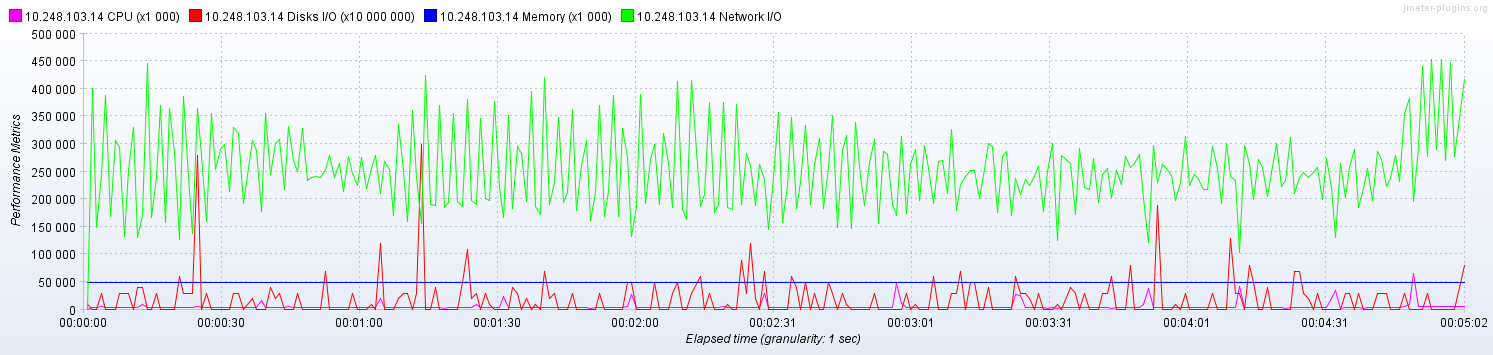 10.248.103.14 CPU (x1 000) 10.248.103.14 Disks I/O (x10 000 000) 10.248.103.14 Memory (x1 000) 10.248.103.14 Network I/O
jmeter-plugins.org
500 000
450 000
400 000
350 000
300 000
250 000
200 000
150 000
100 000
50 000
0
Performance Metrics
00:00:00 00:00:30 00:01:00 00:01:30 00:02:00 00:02:31 00:03:01 00:03:31 00:04:01 00:04:31 00:05:02
Elapsed time (granularity: 1 sec)